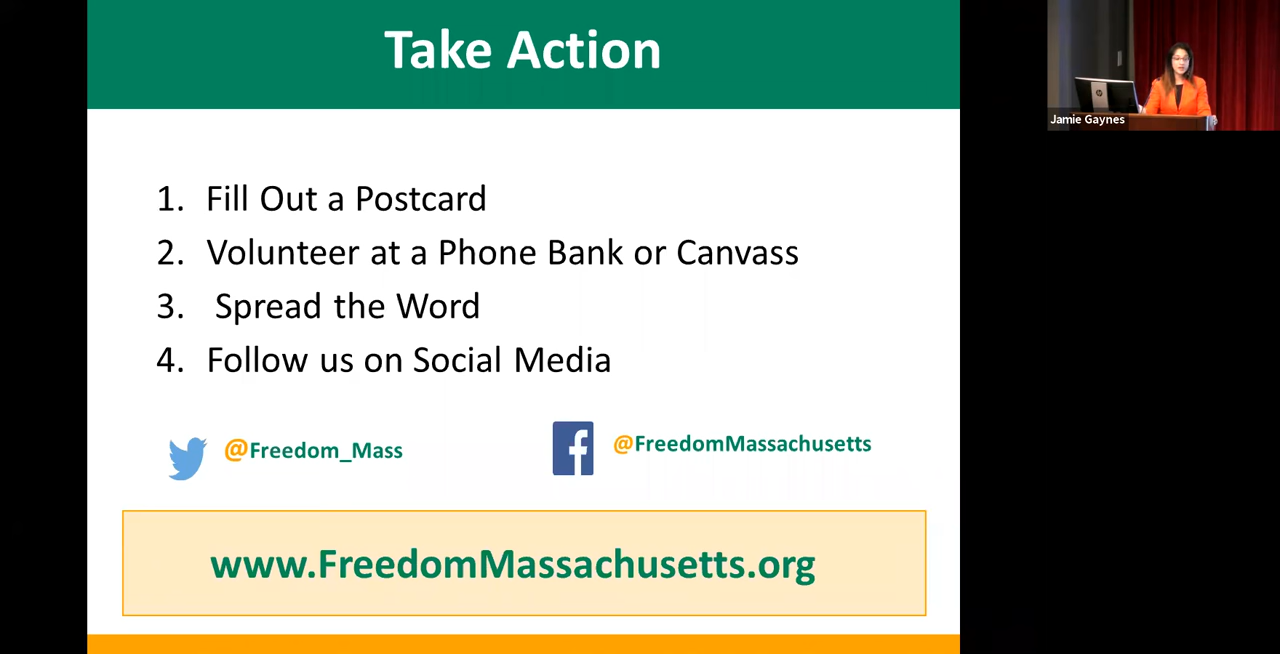 Take Action
1. Fill Out a Postcard
2. Volunteer at a Phone Bank or Canvass
3. Spread the Word
4. Follow us on Social Media
@Freedom_Mass
@FreedomMassachusetts
www.FreedomMassachusetts.org
Jamie Gaynes